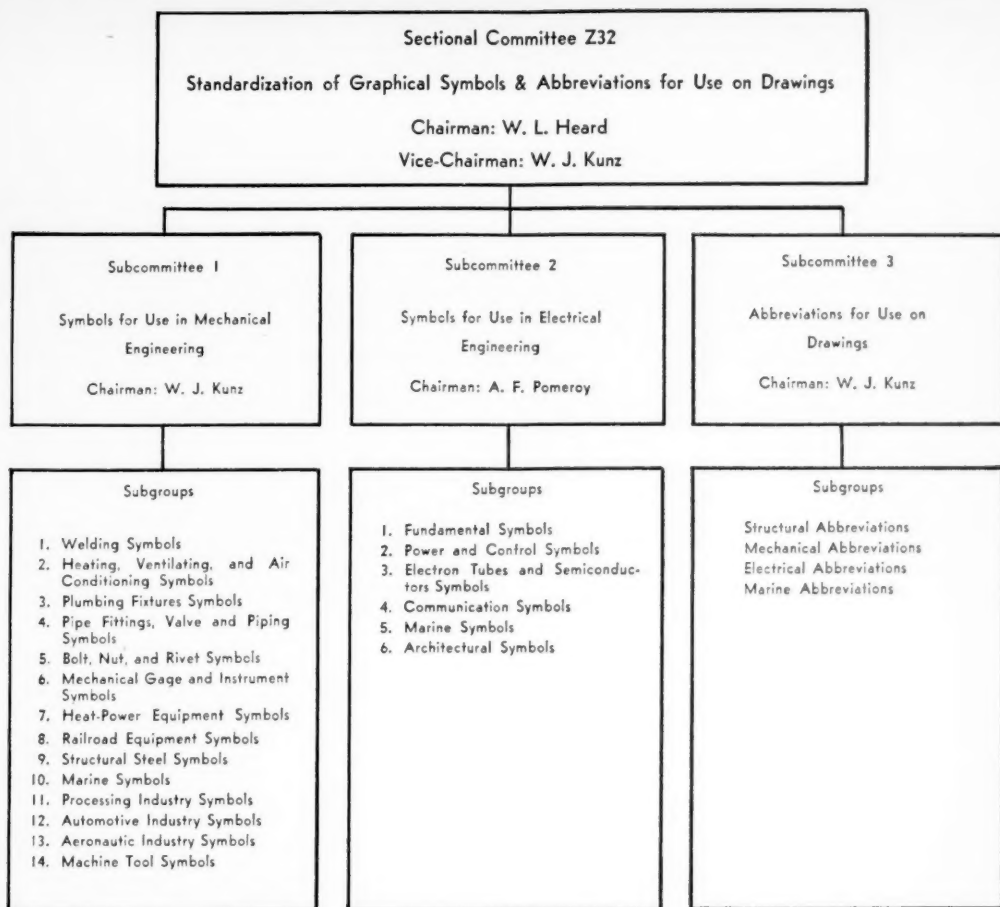 Sectional Committee Z32
Standardization of Graphical Symbols & Abbreviations for Use on Drawings
Chairman: W. L. Heard
Vice-Chairman: W. J. Kunz
Subcommittee 1
Symbols for Use in Mechanical
Engineering
Chairman: W. J. Kunz
Subcommittee 2
Symbols for Use in Electrical
Engineering
Chairman: A. F. Pomeroy
Subcommittee 3
Abbreviations for Use on
Drawings
Chairman: W. J. Kunz
Subgroups
1. Welding Symbols
2. Heating, Ventilating, and Air
Conditioning Symbols
3. Plumbing Fixtures Symbols
4. Pipe Fittings, Valve and Piping
Symbols
5. Bolt, Nut, and Rivet Symbols
6. Mechanical Gage and Instrument
Symbols
7. Heat-Power Equipment Symbols
8. Railroad Equipment Symbols
9. Structural Steel Symbols
10. Marine Symbols
11. Processing Industry Symbols
12. Automotive Industry Symbols
13. Aeronautic Industry Symbols
14. Machine Tool Symbols
Subgroups
1. Fundamental Symbols
2. Power and Control Symbols
3. Electron Tubes and Semiconduc-
tors Symbols
4. Communication Symbols
5. Marine Symbols
6. Architectural Symbols
Subgroups
Structural Abbreviations
Mechanical Abbreviations
Electrical Abbreviations
Marine Abbreviations